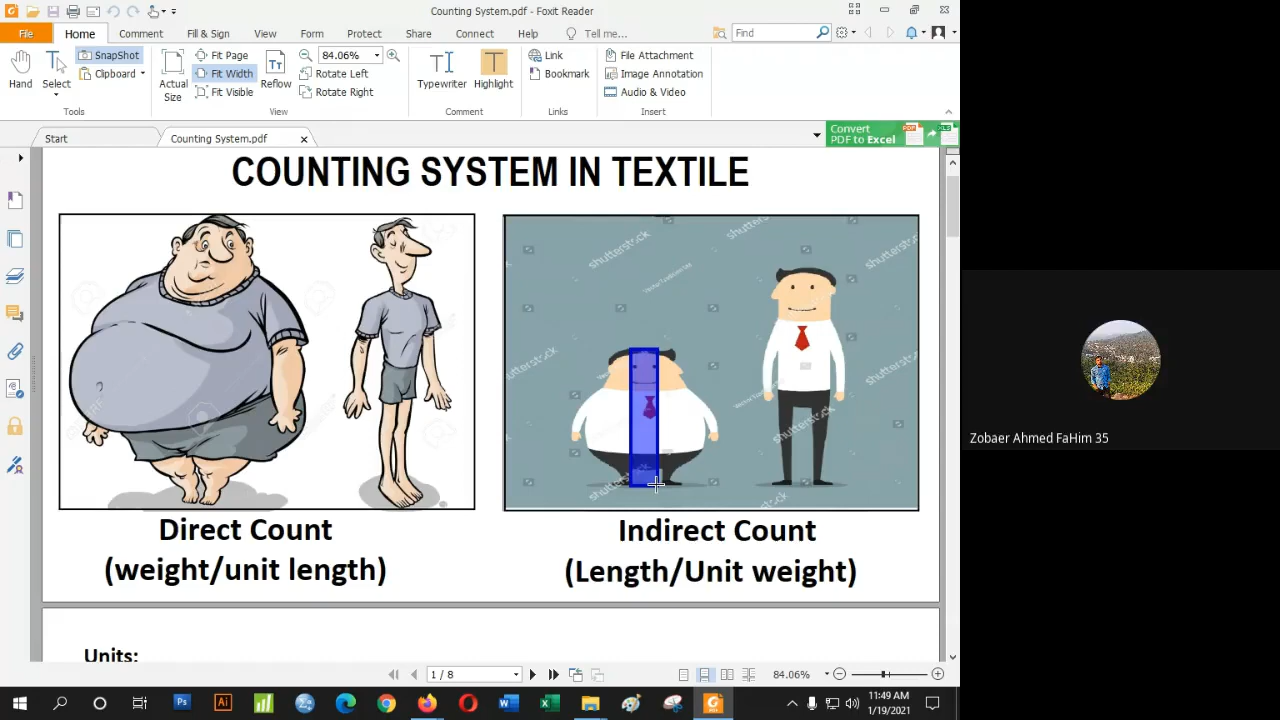 Counting System.pdf - Foxit Reader
File Home Comment Fill & Sign View Form Protect Share Connect Help Tell me... Find
SnapShot Fit Page 84.06% Link File Attachment
Clipboard Fit Width Rotate Left Bookmark Image Annotation
Hand Select Actual Size Fit Visible Reflow Rotate Right Typewriter Highlight Audio & Video
Tools View Comment Links Insert
Start Counting System.pdf Convert
PDF to Excel
COUNTING SYSTEM IN TEXTILE
shutterstock
Direct Count Indirect Count
(weight/unit length) (Length/Unit weight)
Units:
Zobaer Ahmed FaHim 35
1 / 8 84.06%
11:49 AM
1/19/2021